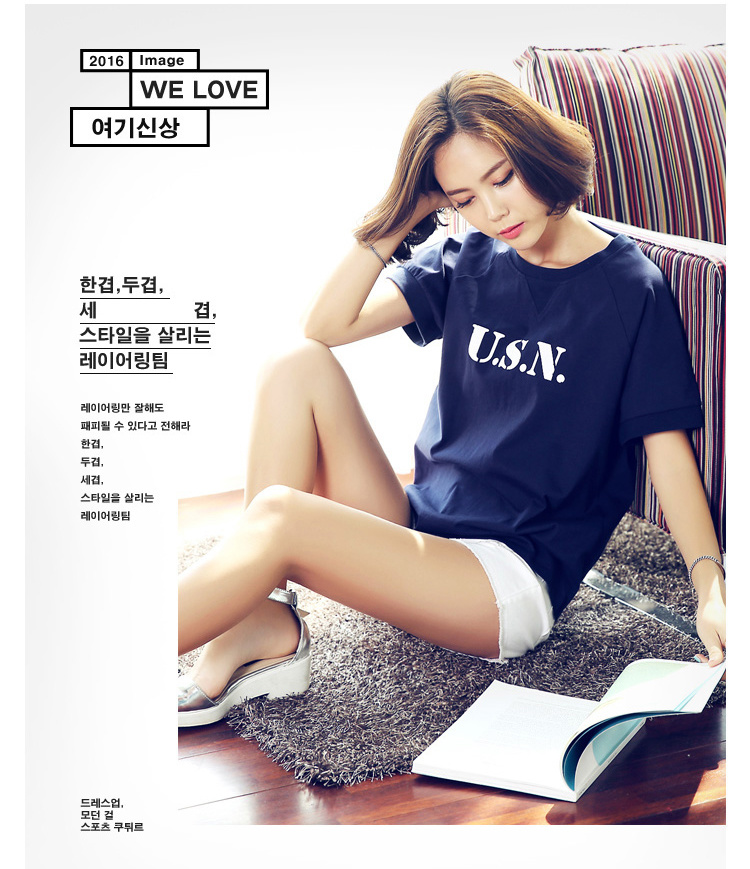 2016 Image
WE LOVE
여기신상
한겹,두겹,
세 겹,
스타일을 살리는
레이어링팀
레이어링만 잘해도
패피될 수 있다고 전해라
한겹,
두겹,
세겹,
스타일을 살리는
레이어링팀
U.S.N.
드레스업,
모던 걸
스포츠 쿠튀르